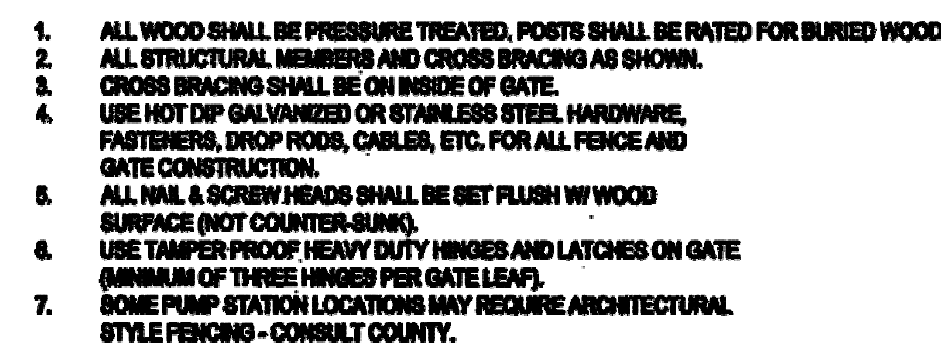 1. ALL WOOD SHALL BE PRESSURE TREATED, POSTS SHALL BE RATED FOR BURIED WOOD
2. ALL STRUCTURAL MEMBERS AND CROSS BRACING AS SHOWN.
3. CROSS BRACING SHALL BE ON INSIDE OF GATE.
4. USE HOT DIP GALVANIZED OR STAINLESS STEEL HARDWARE,
FASTENERS, DROP RODS, CABLES, ETC. FOR ALL FENCE AND
GATE CONSTRUCTION.
5. ALL NAIL & SCREW HEADS SHALL BE SET FLUSH W/ WOOD
SURFACE (NOT COUNTER-SUNK).
6. USE TAMPER-PROOF HEAVY DUTY HINGES AND LATCHES ON GATE
(MINIMUM OF THREE HINGES PER GATE LEAF).
7. SOME PUMP STATION LOCATIONS MAY REQUIRE ARCHITECTURAL
STYLE FENCING - CONSULT COUNTY.